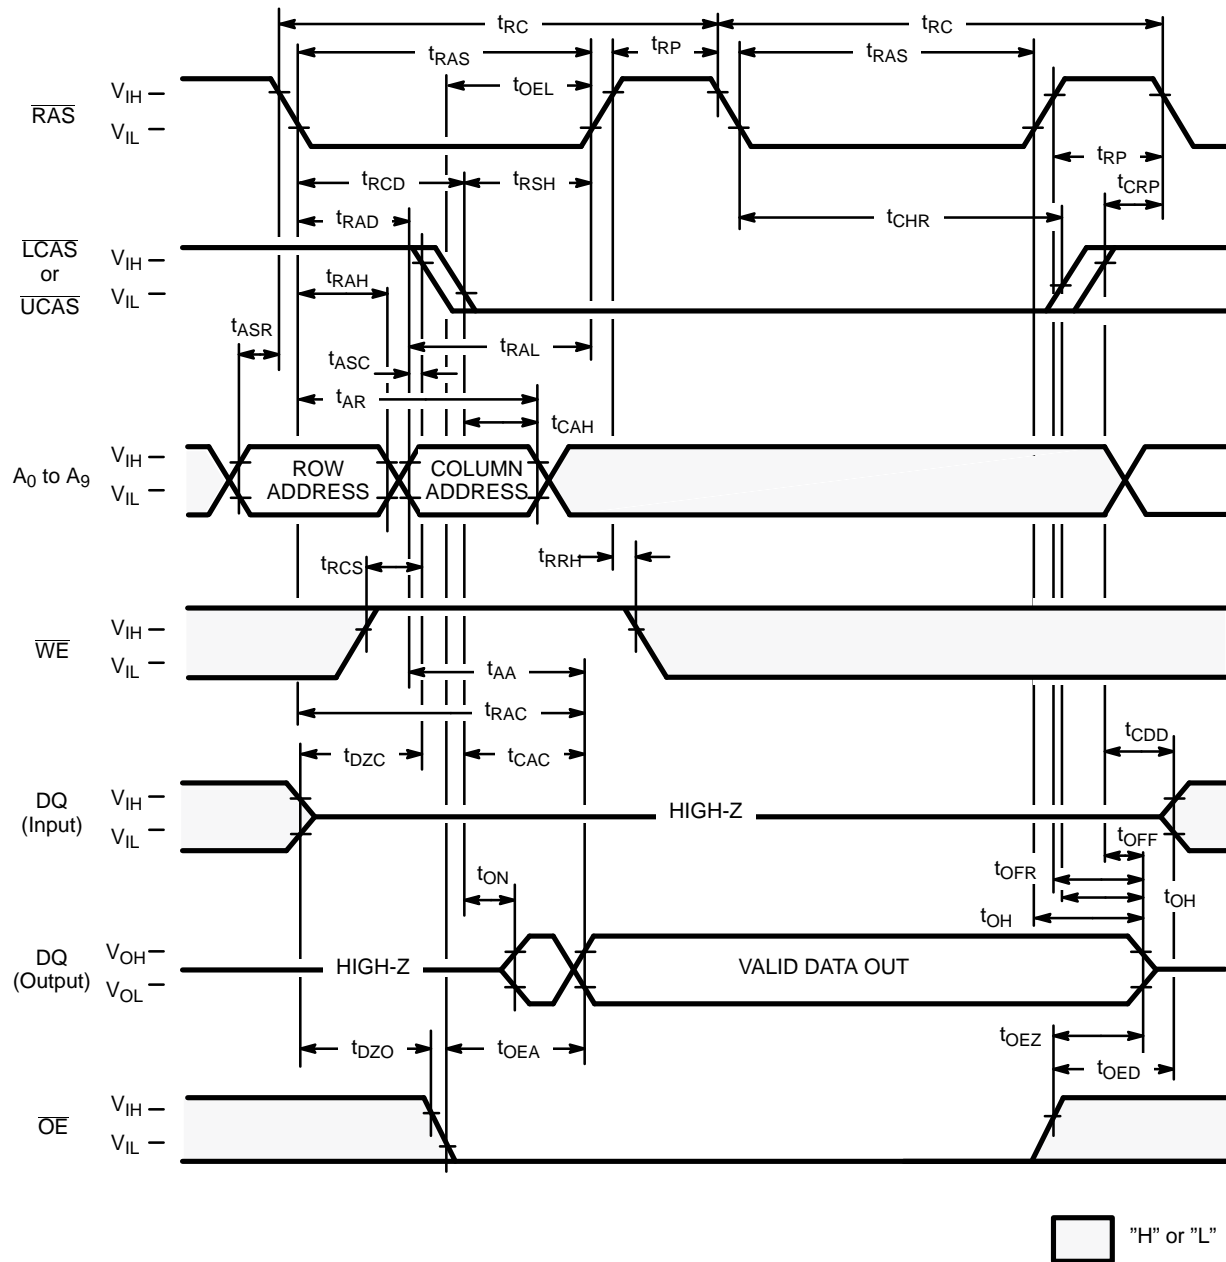 tRC tRC
tRAS tRP tRAS
tOEL
RAS VIH
VIL
tRP
tRCD tRSH tCRP
tRAD tCHR
LCAS or UCAS VIH
VIL
tRAH
tASR
tRAL
tASC
tAR
tCAH
A0 to A9 VIH
VIL
ROW ADDRESS COLUMN ADDRESS
tRCS tRRH
WE VIH
VIL
tAA
tRAC
tDZC tCAC tCDD
DQ (Input) VIH
VIL
HIGH-Z
tOFF
tON tOFR
tOH
tOH
DQ (Output) VOH
VOL
HIGH-Z VALID DATA OUT
tOEZ
tDZO tOEA
tOED
OE VIH
VIL
"H" or "L"